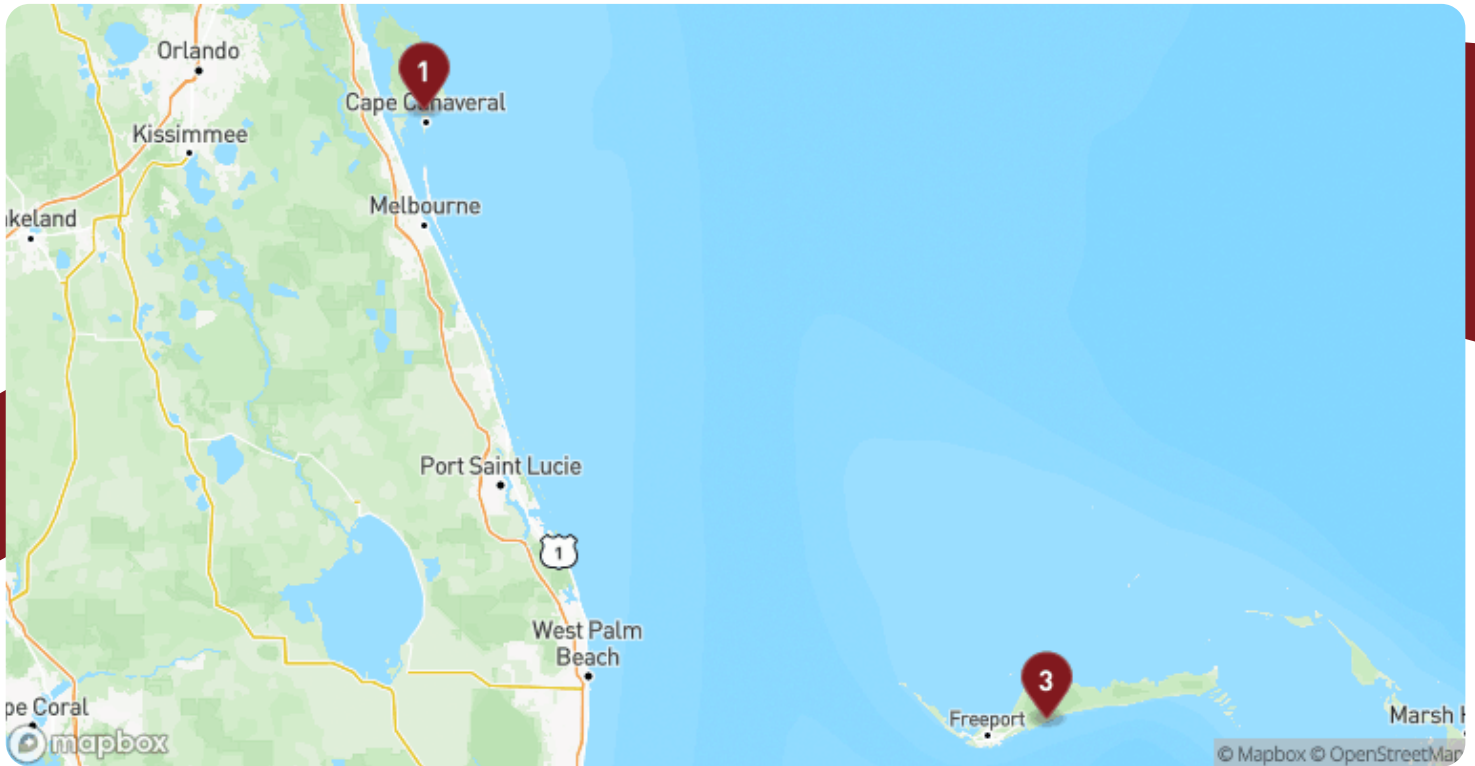 Orlando
1
Cape Canaveral
Kissimmee
Melbourne
akeland
Port Saint Lucie
1
West Palm
Beach
3
pe Coral
Freeport
Marsh H
mapbox
© Mapbox © OpenStreetMap